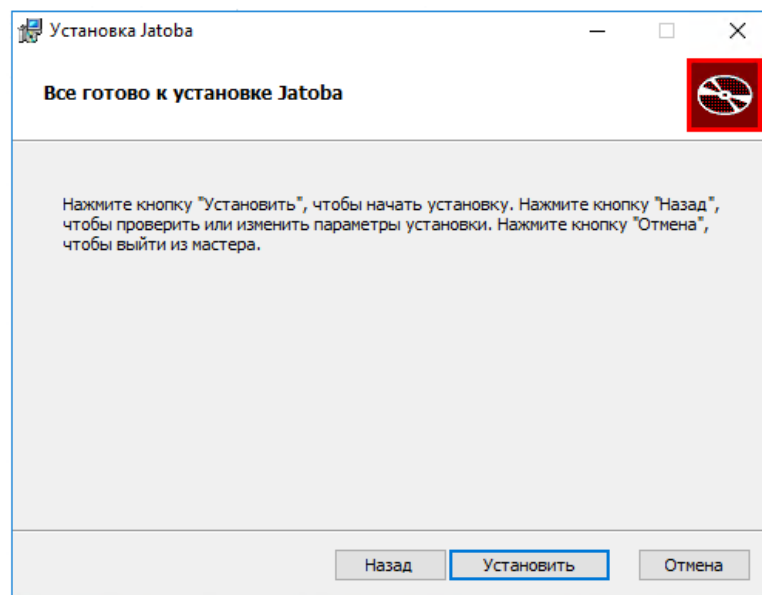 Установка Jatoba
Все готово к установке Jatoba
Нажмите кнопку "Установить", чтобы начать установку. Нажмите кнопку "Назад",
чтобы проверить или изменить параметры установки. Нажмите кнопку "Отмена",
чтобы выйти из мастера.
Назад
Установить
Отмена